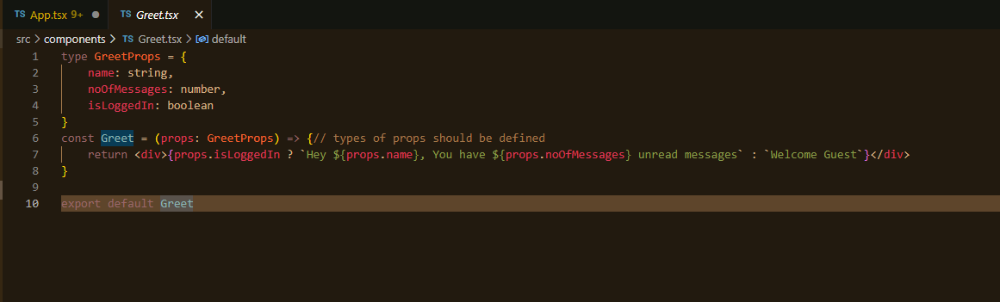 TS App.tsx 9+ TS Greet.tsx
src > components > TS Greet.tsx > default
1 type GreetProps = {
2     name: string,
3     noOfMessages: number,
4     isLoggedIn: boolean
5 }
6 const Greet = (props: GreetProps) => {// types of props should be defined
7     return <div>{props.isLoggedIn ? `Hey ${props.name}, You have ${props.noOfMessages} unread messages` : `Welcome Guest`}</div>
8 }
9
10 export default Greet